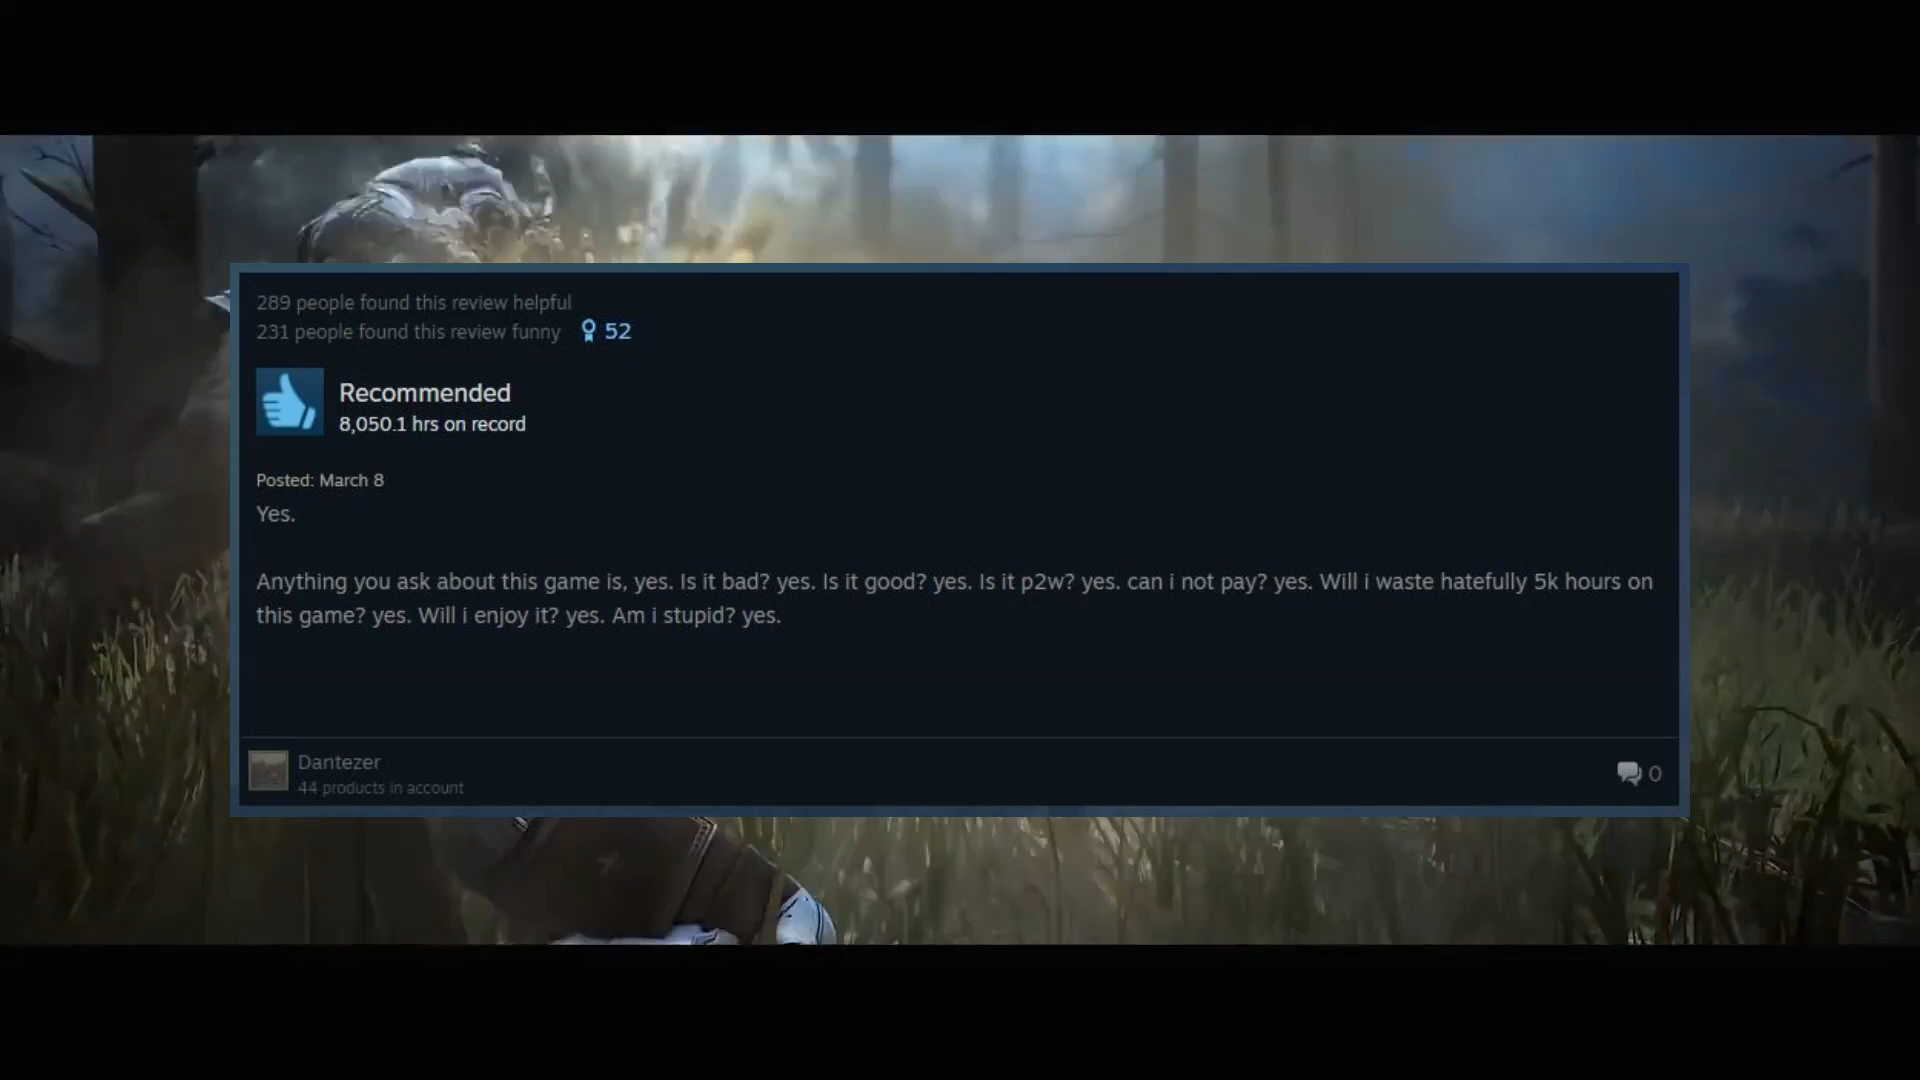 289 people found this review helpful
231 people found this review funny 52
Recommended
8,050.1 hrs on record
Posted: March 8
Yes.
Anything you ask about this game is, yes. Is it bad? yes. Is it good? yes. Is it p2w? yes. can i not pay? yes. Will i waste hatefully 5k hours on
this game? yes. Will i enjoy it? yes. Am i stupid? yes.
Dantezer
44 products in account
0